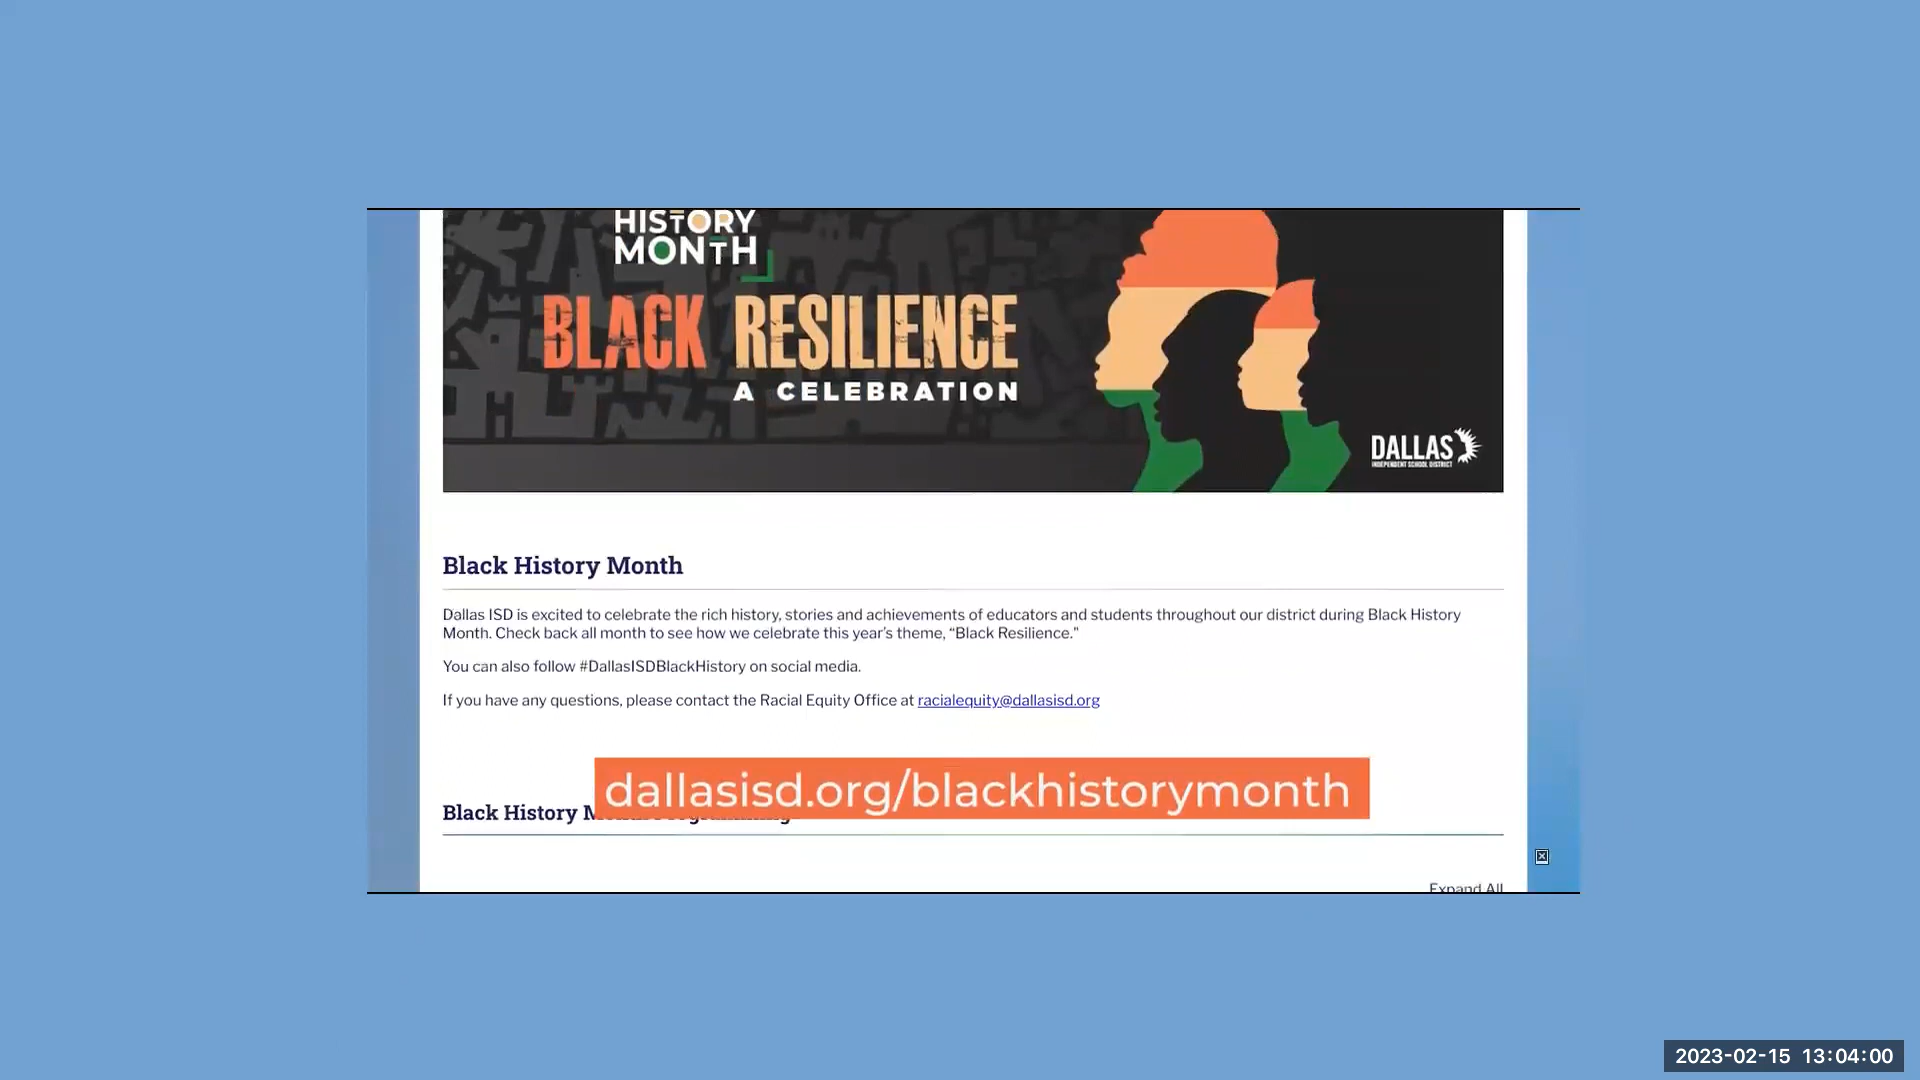 HISTORY
MONTH
BLACK RESILIENCE
A CELEBRATION
DALLAS
INDEPENDENT SCHOOL DISTRICT
Black History Month
Dallas ISD is excited to celebrate the rich history, stories and achievements of educators and students throughout our district during Black History
Month. Check back all month to see how we celebrate this year's theme, “Black Resilience."
You can also follow #DallasISDBlackHistory on social media.
If you have any questions, please contact the Racial Equity Office at racialequity@dallasisd.org
dallasisd.org/blackhistorymonth
Black History
Expand All
2023-02-15 13:04:00